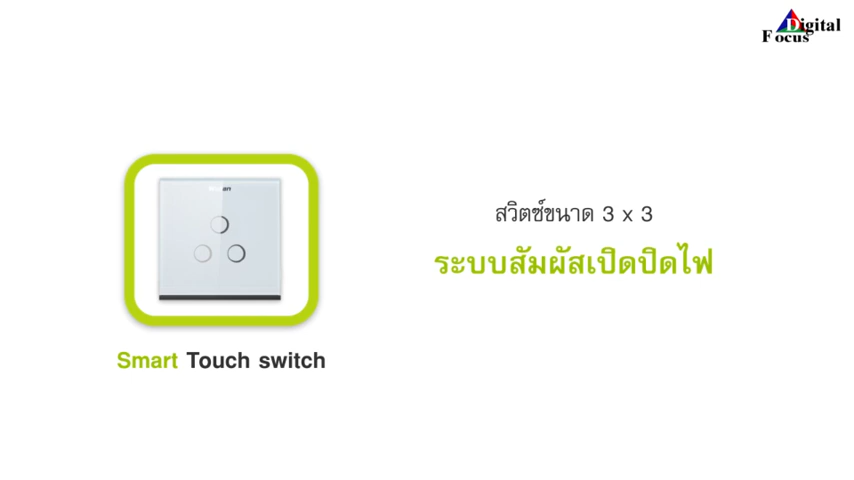 Digital
Focus
สวิตซ์ขนาด 3 x 3
ระบบสัมผัสเปิดปิดไฟ
Smart Touch switch